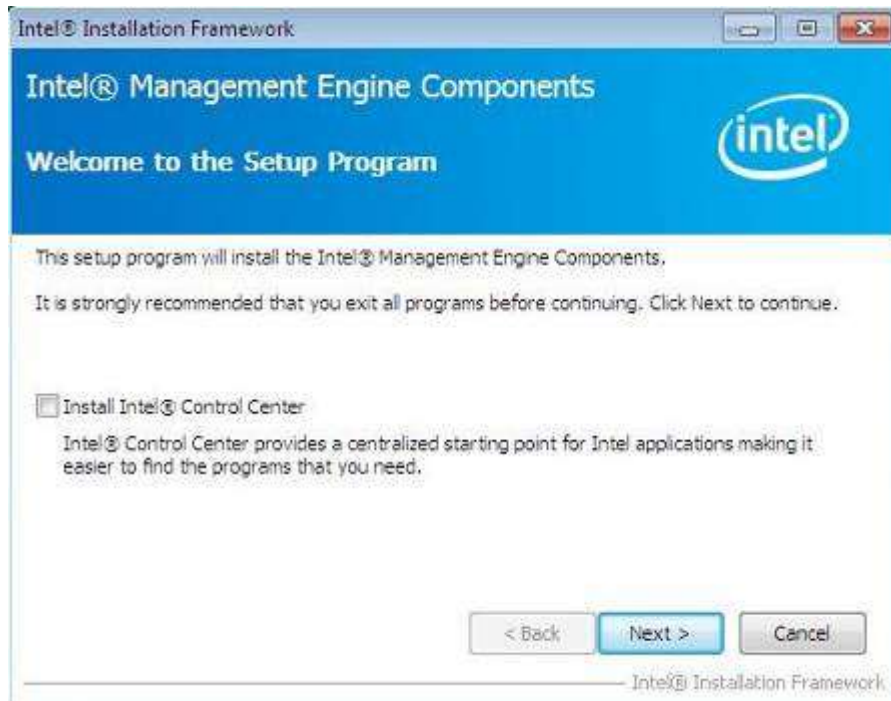 Intel® Installation Framework
Intel® Management Engine Components
Welcome to the Setup Program
intel
This setup program will install the Intel® Management Engine Components.
It is strongly recommended that you exit all programs before continuing. Click Next to continue.
Install Intel® Control Center
Intel® Control Center provides a centralized starting point for Intel applications making it
easier to find the programs that you need.
< Back Next > Cancel
Intel® Installation Framework